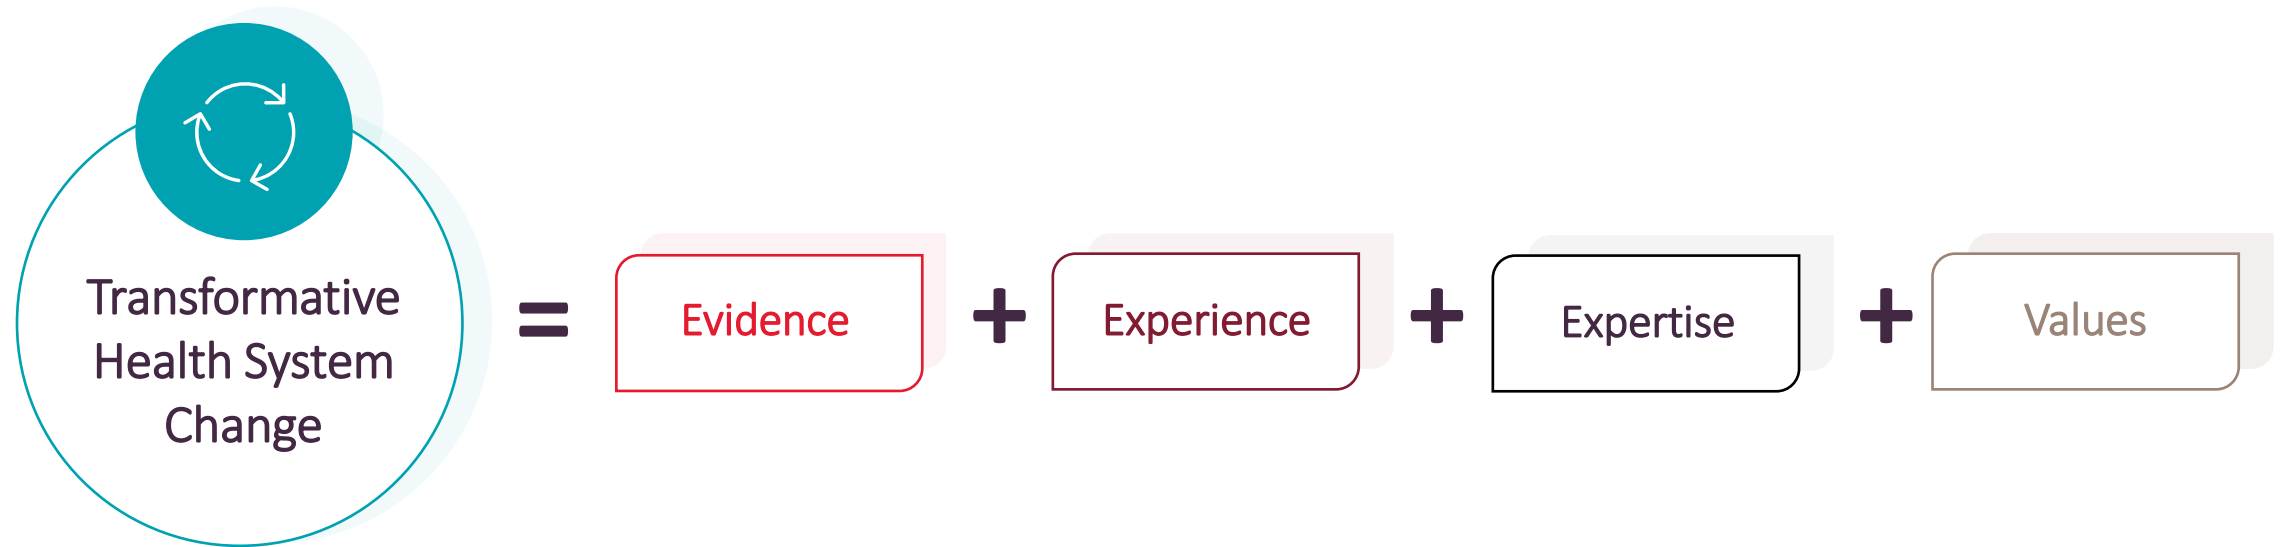 Transformative
Health System
Change
=
Evidence
+
Experience
+
Expertise
+
Values